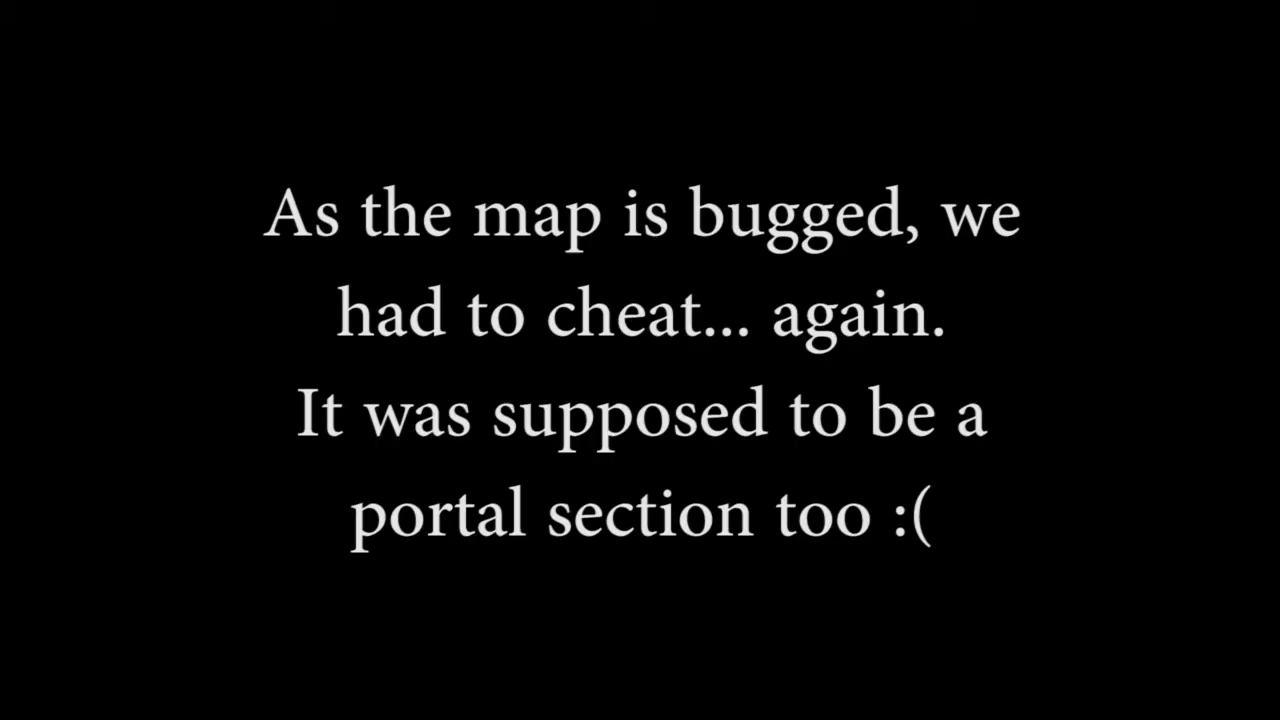 As the map is bugged, we
had to cheat... again.
It was supposed to be a
portal section too :(